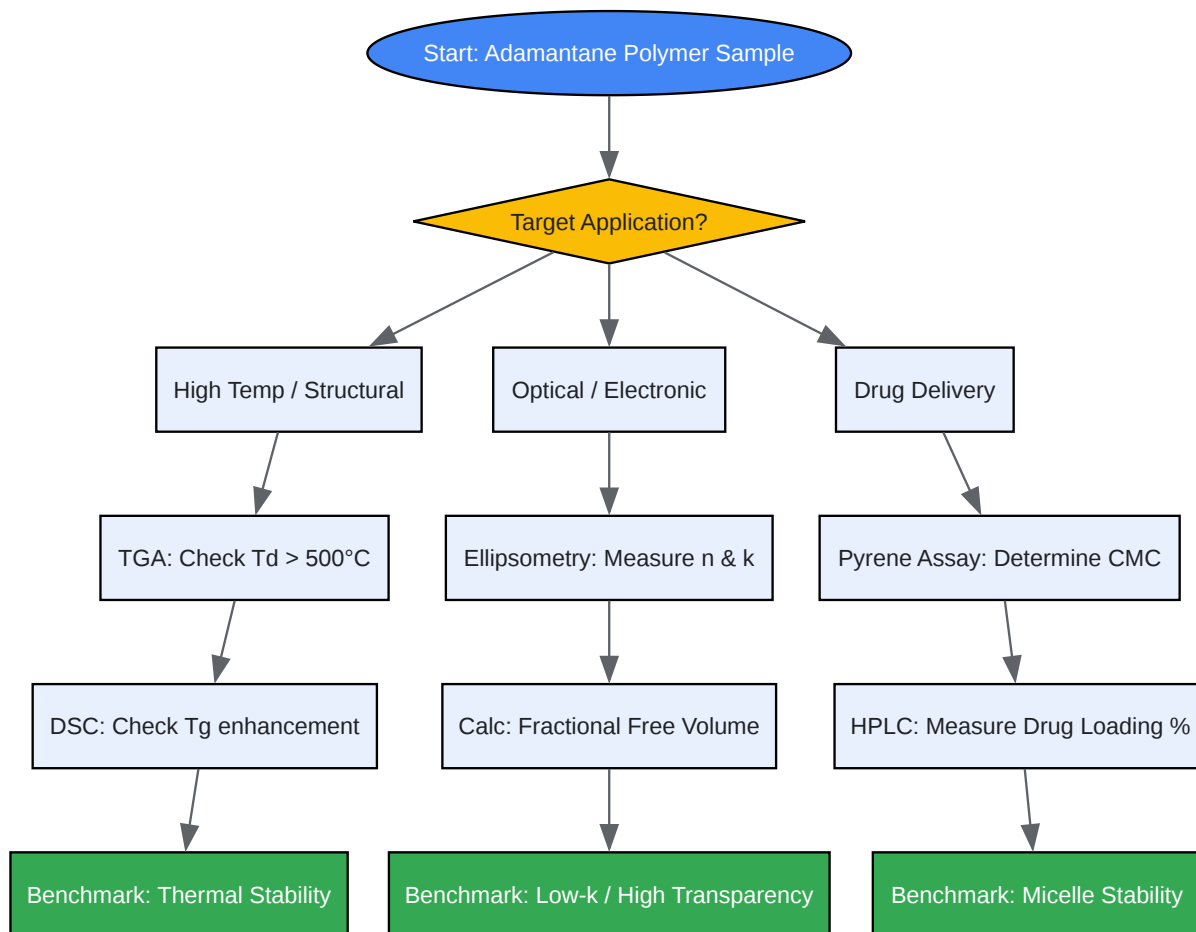 Start: Adamantane Polymer Sample
Target Application?
High Temp / Structural
Optical / Electronic
Drug Delivery
TGA: Check Td > 500°C
Ellipsometry: Measure n & k
Pyrene Assay: Determine CMC
DSC: Check Tg enhancement
Calc: Fractional Free Volume
HPLC: Measure Drug Loading %
Benchmark: Thermal Stability
Benchmark: Low-k / High Transparency
Benchmark: Micelle Stability